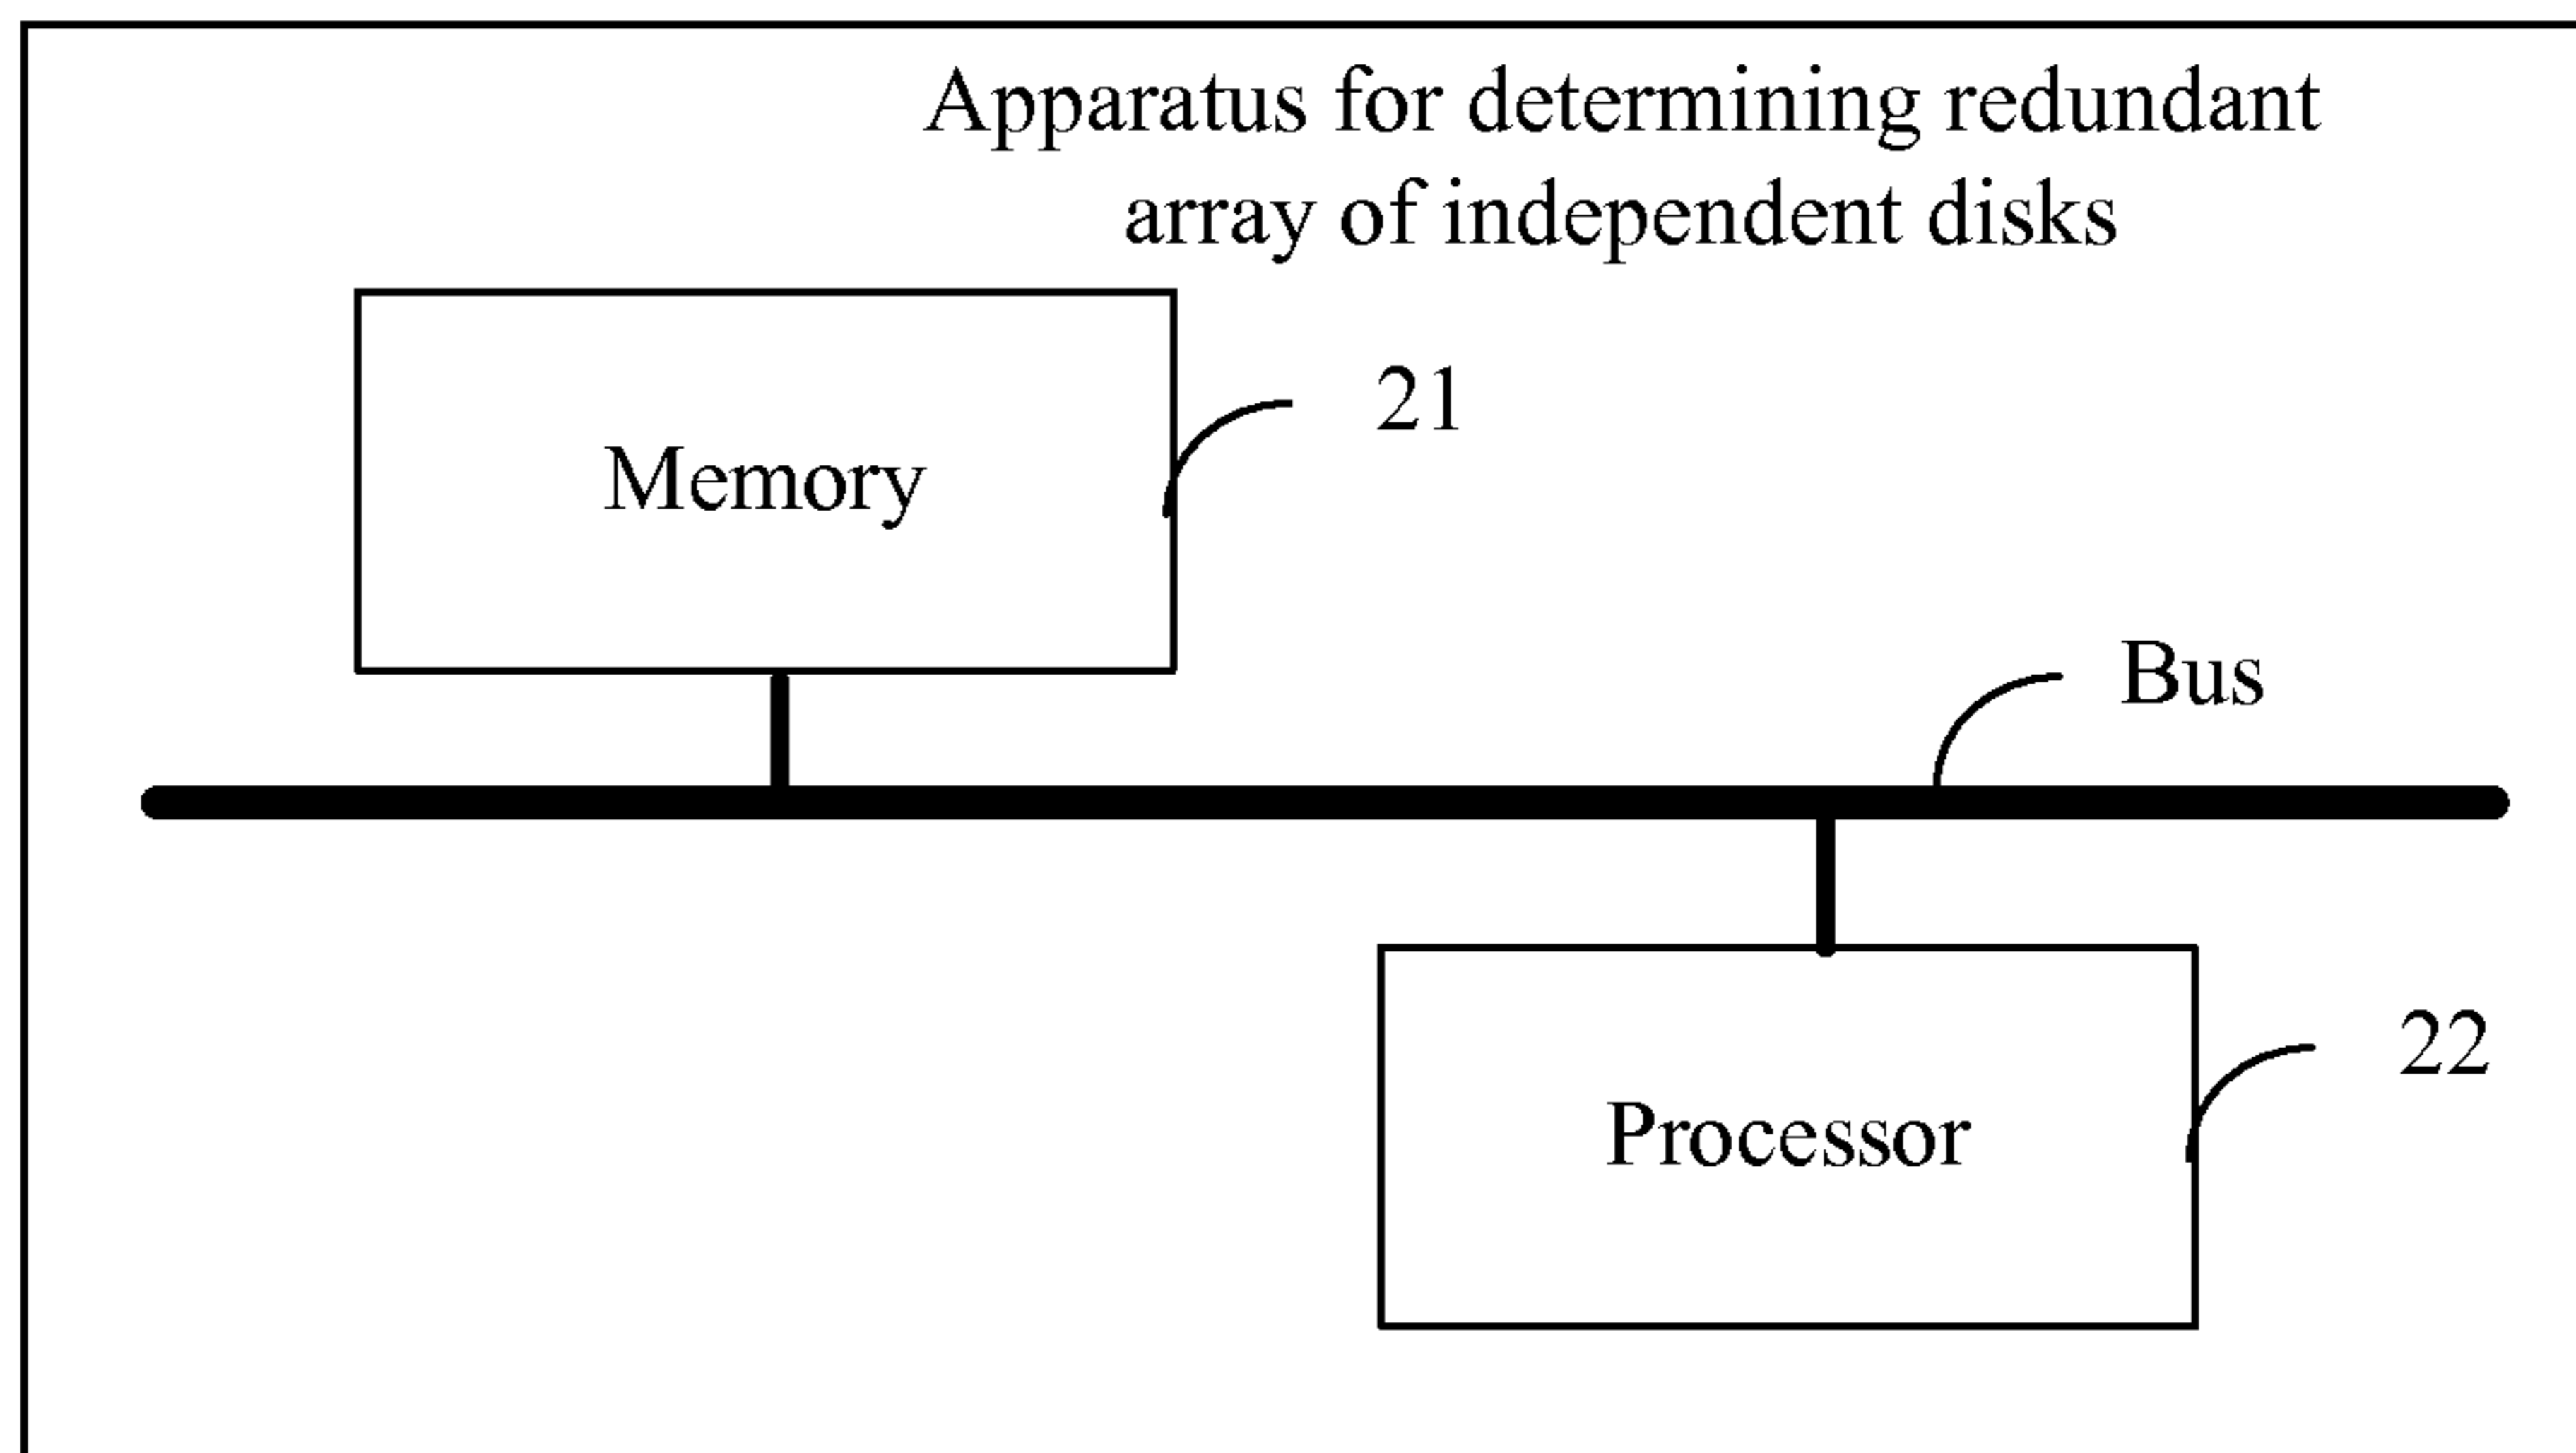 Apparatus for determining redundant
array of independent disks
21
Memory
Bus
22
Processor